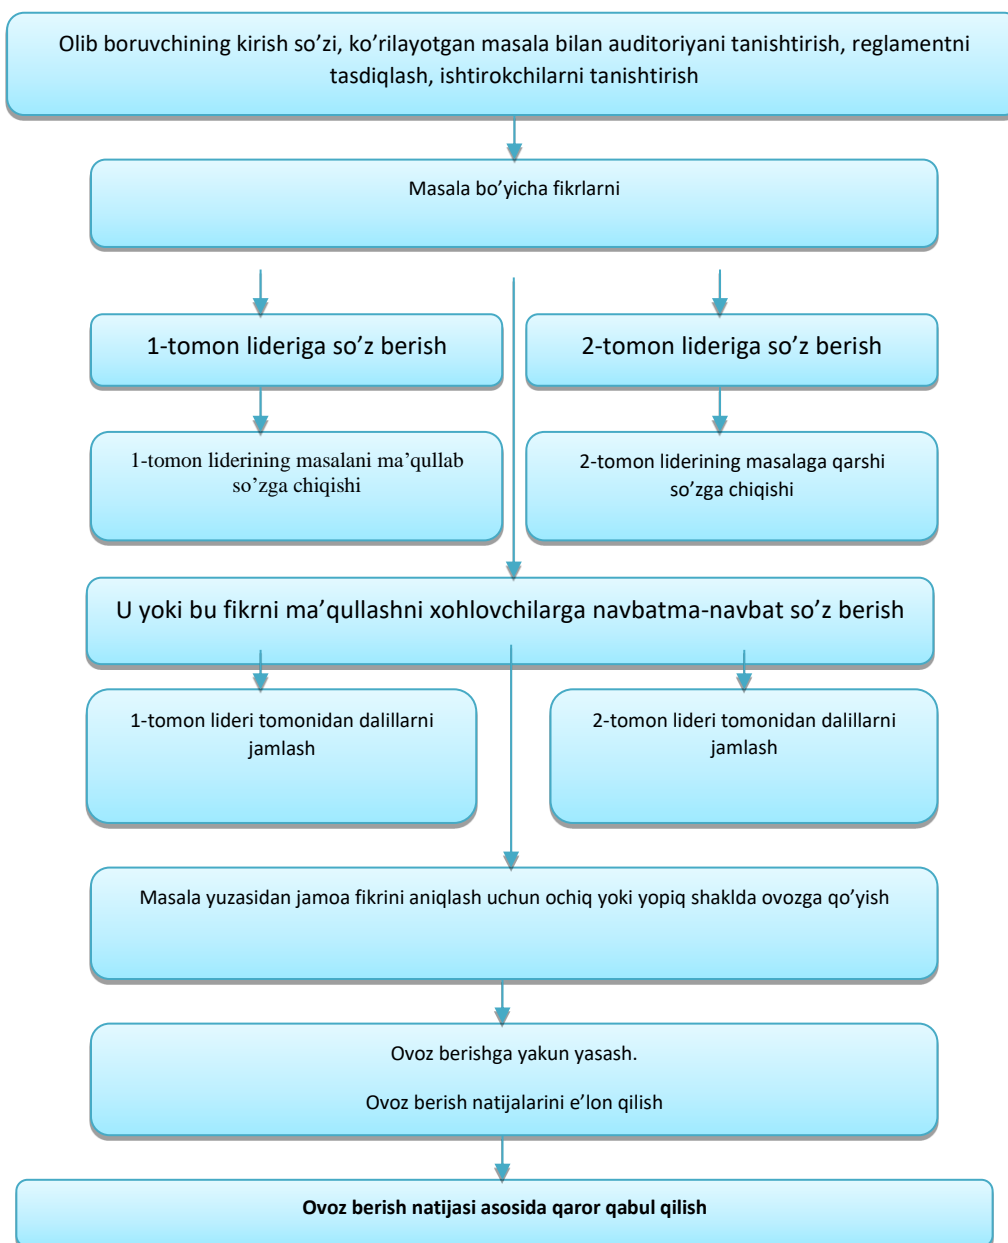 Olib boruvchining kirish so’zi, ko’rilayotgan masala bilan auditoriyani tanishtirish, reglamentni
tasdiqlash, ishtirokchilarni tanishtirish
Masala bo’yicha fikrlarni
1-tomon lideriga so’z berish
2-tomon lideriga so’z berish
1-tomon liderining masalani ma’qullab
so’zga chiqishi
2-tomon liderining masalaga qarshi
so’zga chiqishi
U yoki bu fikrni ma’qullashni xohlovchilarga navbatma-navbat so’z berish
1-tomon lideri tomonidan dalillarni
jamlash
2-tomon lideri tomonidan dalillarni
jamlash
Masala yuzasidan jamoa fikrini aniqlash uchun ochiq yoki yopiq shaklda ovozga qo’yish
Ovoz berishga yakun yasash.
Ovoz berish natijalarini e’lon qilish
Ovoz berish natijasi asosida qaror qabul qilish